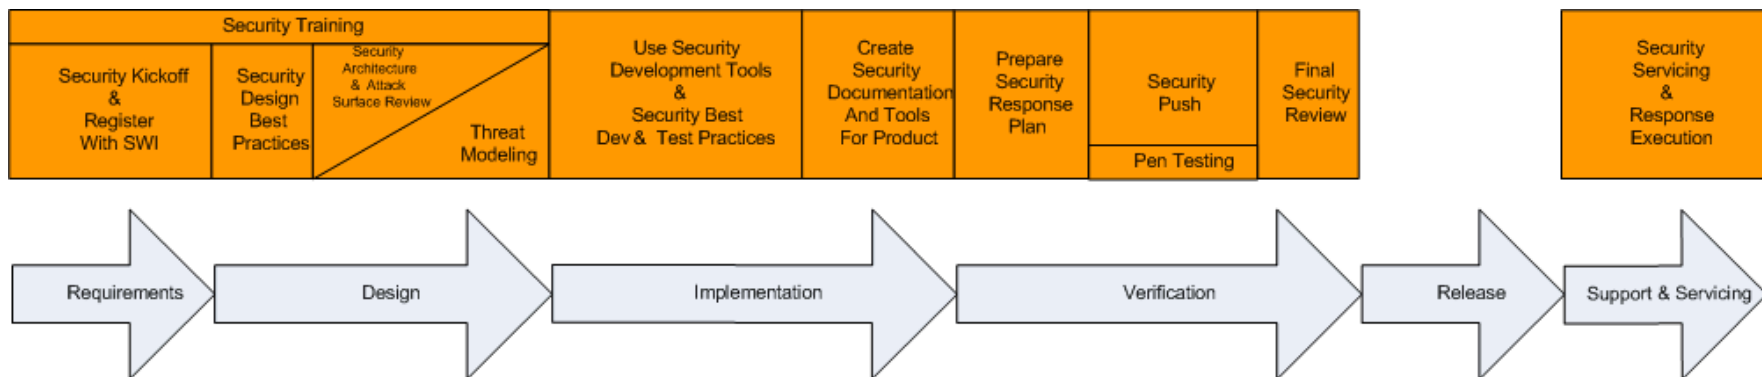 Security Training
Security Kickoff
&
Register
With SWI
Security
Design
Best
Practices
Security
Architecture
& Attack
Surface Review
Threat
Modeling
Use Security
Development Tools
&
Security Best
Dev & Test Practices
Create
Security
Documentation
And Tools
For Product
Prepare
Security
Response
Plan
Security
Push
Pen Testing
Final
Security
Review
Security
Servicing
&
Response
Execution
Requirements
Design
Implementation
Verification
Release
Support & Servicing